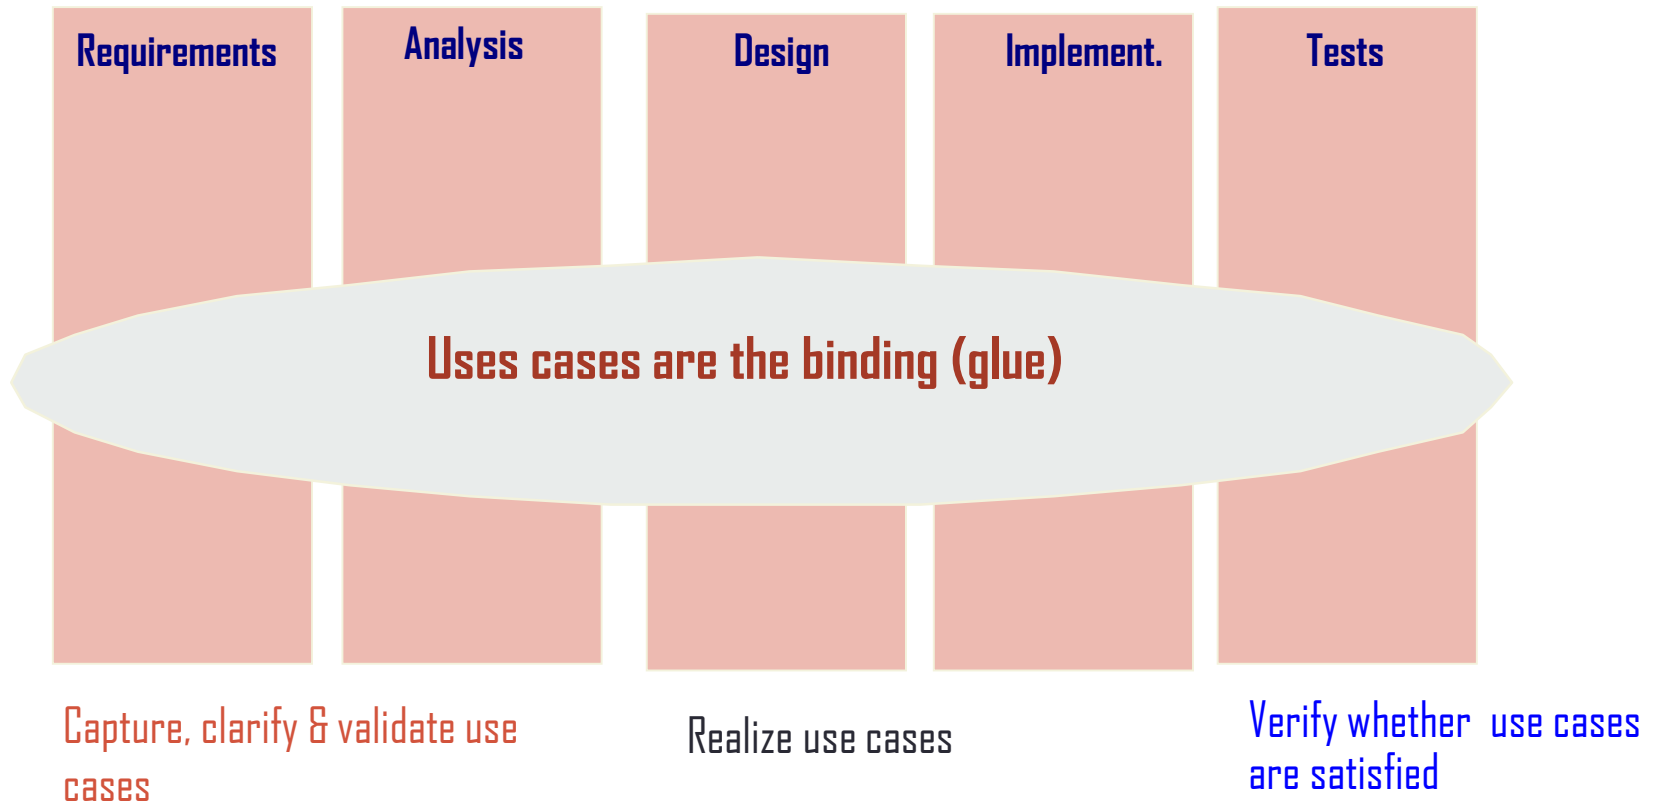 Requirements
Analysis
Design
Implement.
Tests
Uses cases are the binding (glue)
Capture, clarify & validate use
cases
Realize use cases
Verify whether use cases
are satisfied